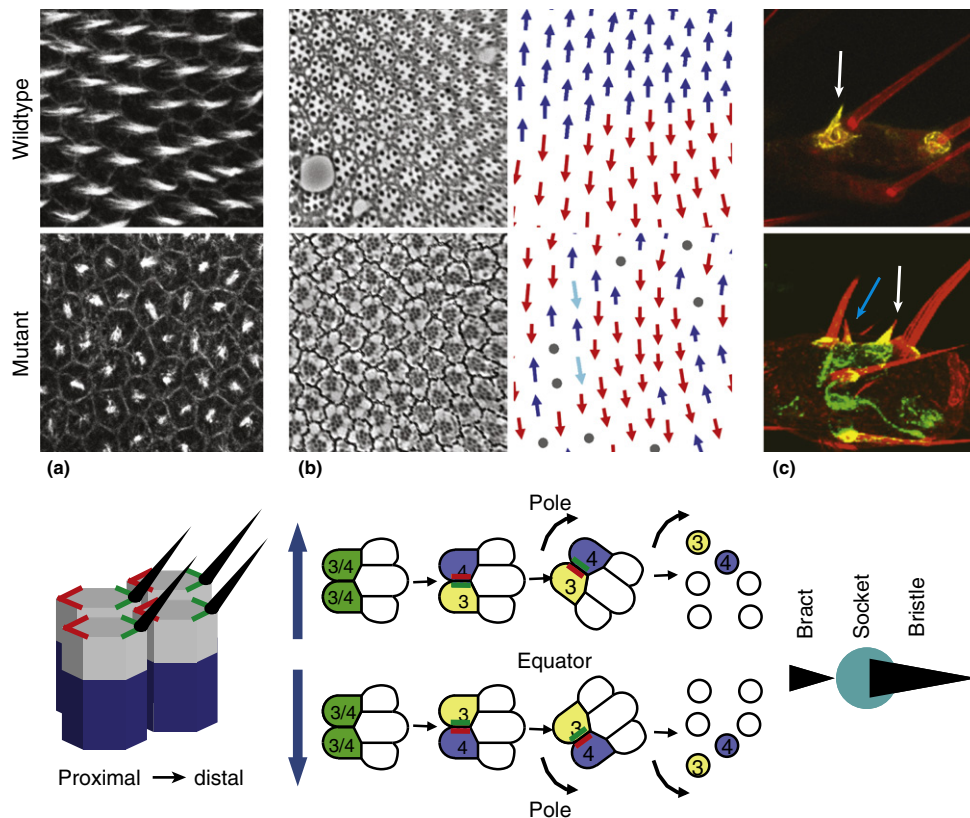 Wildtype
Mutant
(a)
(b)
(c)
Proximal → distal
Pole
3/4
3/4
4
3
3
4
3
4
Equator
3/4
3/4
3
4
3
4
4
3
Pole
Bract
Socket
Bristle